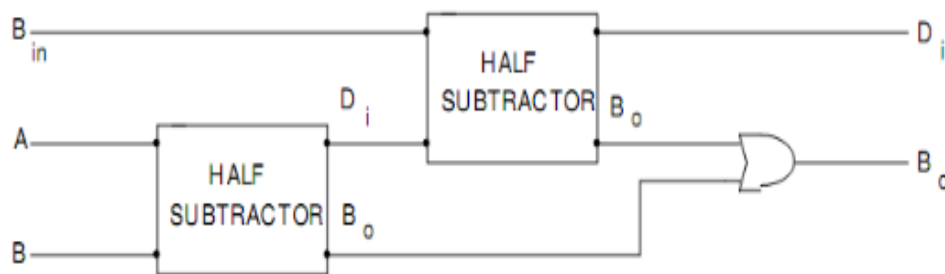 B in
D i
HALF
SUBTRACTOR
D i
B o
A
HALF
SUBTRACTOR
B o
B o
B